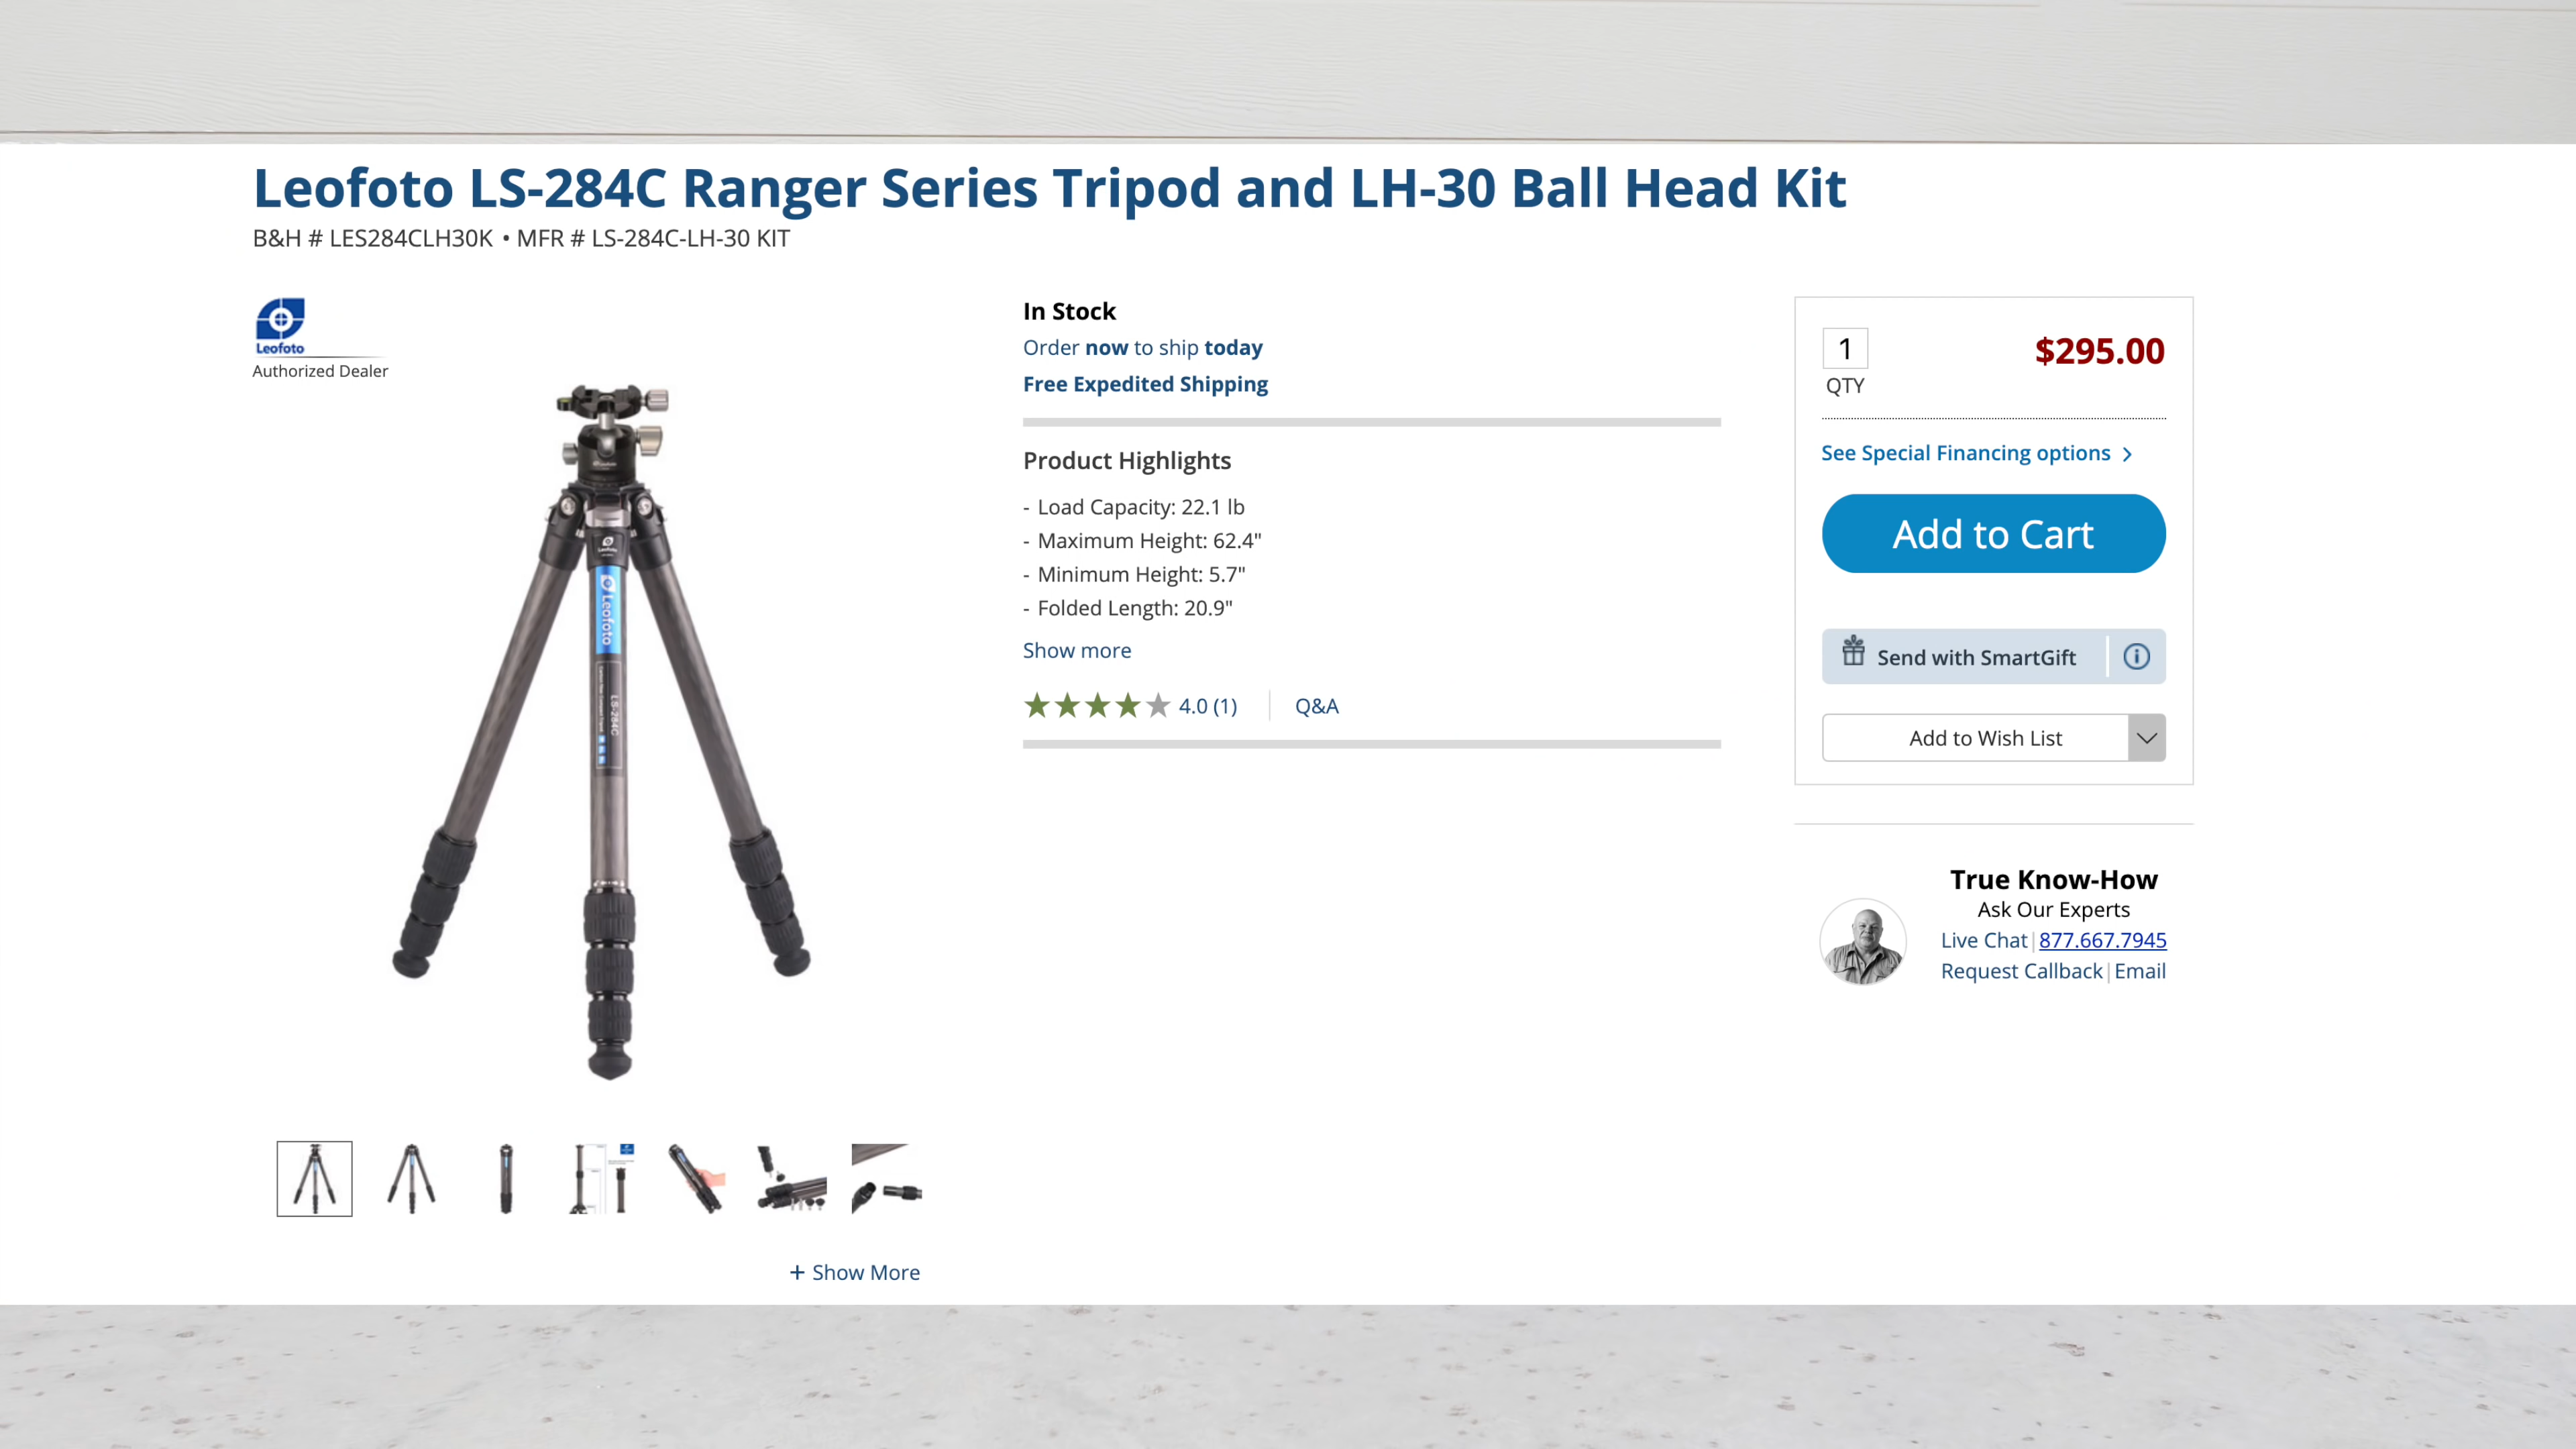 Leofoto LS-284C Ranger Series Tripod and LH-30 Ball Head Kit
B&H # LES284CLH30K • MFR # LS-284C-LH-30 KIT
Leofoto
Authorized Dealer
Leofoto
Leofoto
LS-284C
In Stock
Order now to ship today
Free Expedited Shipping
Product Highlights
- Load Capacity: 22.1 lb
- Maximum Height: 62.4"
- Minimum Height: 5.7"
- Folded Length: 20.9"
Show more
4.0 (1)
Q&A
1
QTY
$295.00
See Special Financing options
Add to Cart
Send with SmartGift
Add to Wish List
True Know-How
Ask Our Experts
Live Chat | 877.667.7945
Request Callback | Email
+ Show More